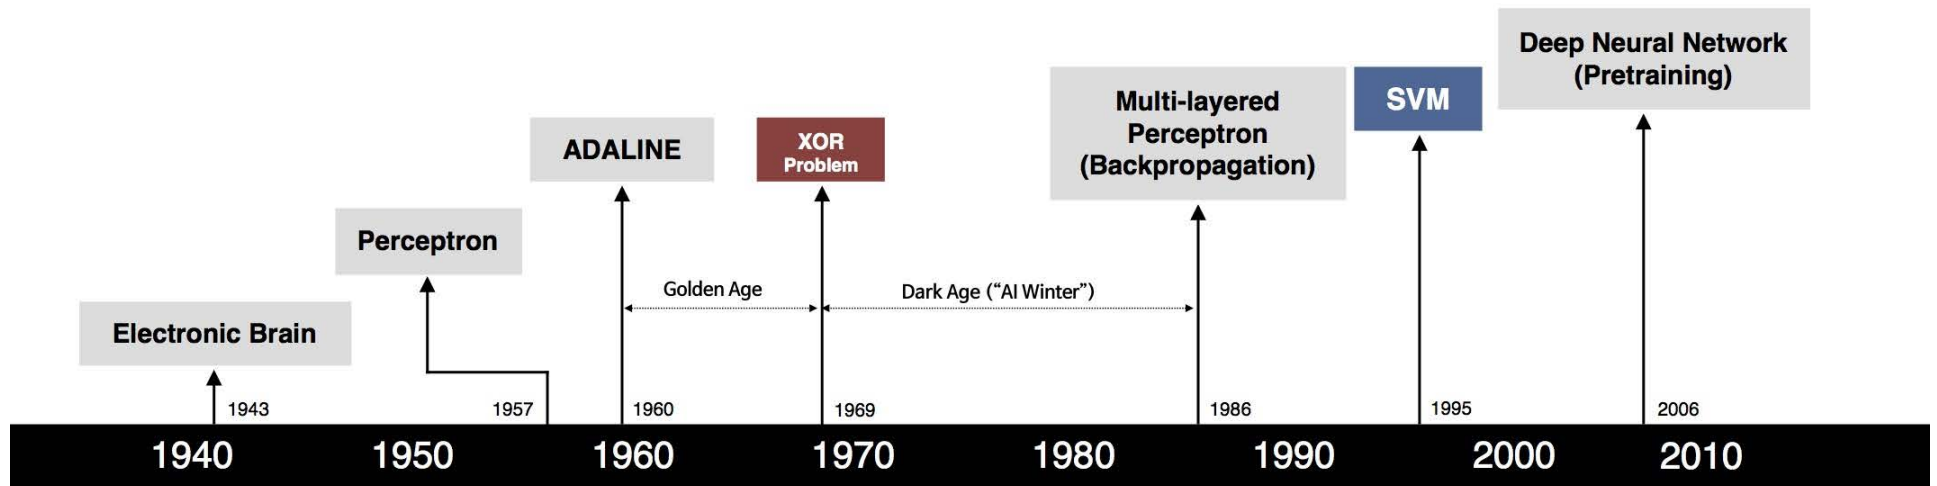 Deep Neural Network
(Pretraining)
Multi-layered
Perceptron
(Backpropagation)
SVM
ADALINE
XOR
Problem
Perceptron
Golden Age
Dark Age (“AI Winter”)
Electronic Brain
1943
1957
1960
1969
1986
1995
2006
1940
1950
1960
1970
1980
1990
2000
2010